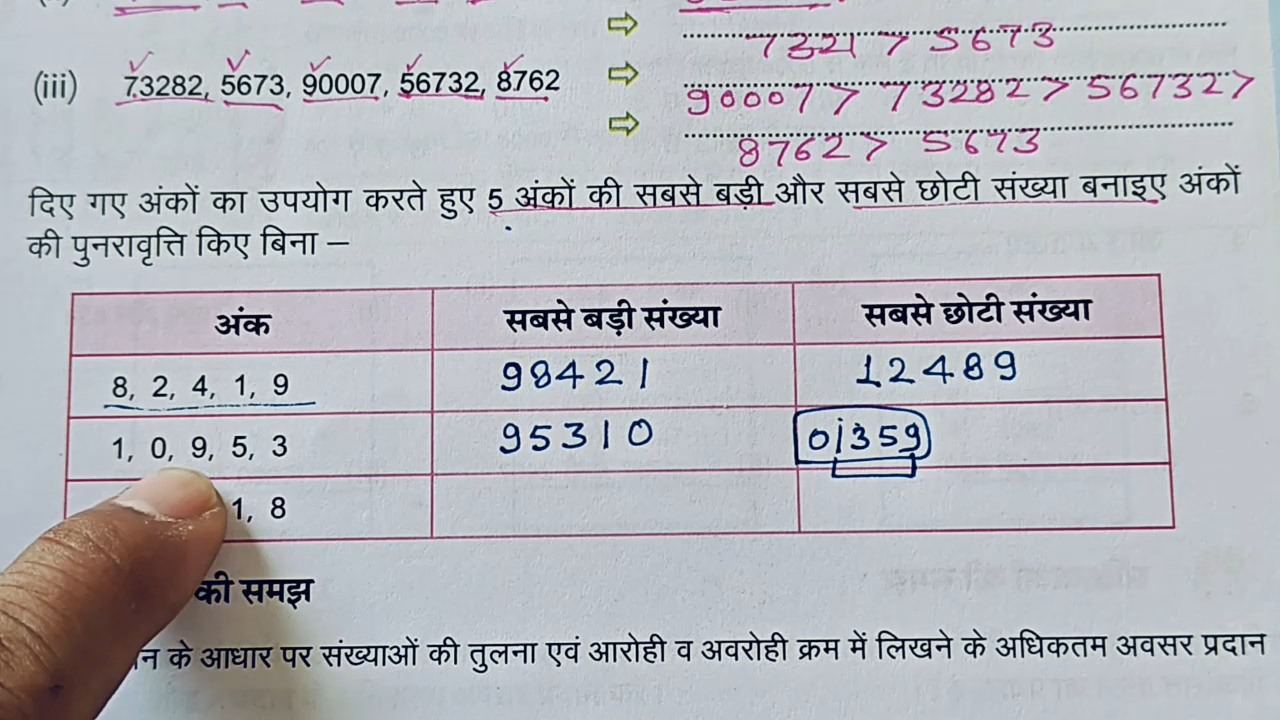 7321 > 5673
(iii) 73282, 5673, 90007, 56732, 8762 ⇨ 90007 > 73282 > 56732 >
⇨ 8762 > 5673
दिए गए अंकों का उपयोग करते हुए 5 अंकों की सबसे बड़ी और सबसे छोटी संख्या बनाइए अंकों
की पुनरावृत्ति किए बिना –
अंक सबसे बड़ी संख्या सबसे छोटी संख्या
8, 2, 4, 1, 9 98421 12489
1, 0, 9, 5, 3 95310 01359
1, 8
की समझ
के आधार पर संख्याओं की तुलना एवं आरोही व अवरोही क्रम में लिखने के अधिकतम अवसर प्रदान